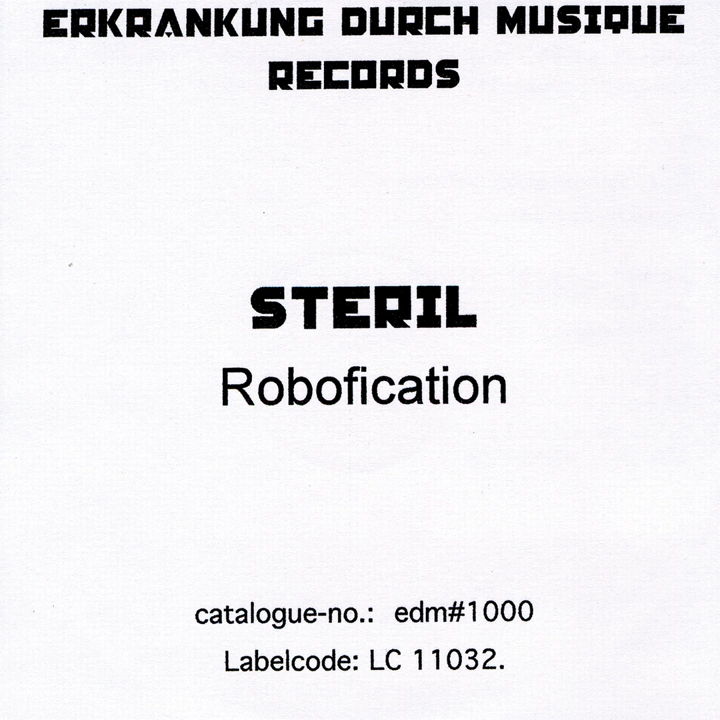 ERKRANKUNG DURCH MUSIQUE
RECORDS
STERIL
Robofication
catalogue-no.: edm#1000
Labelcode: LC 11032.